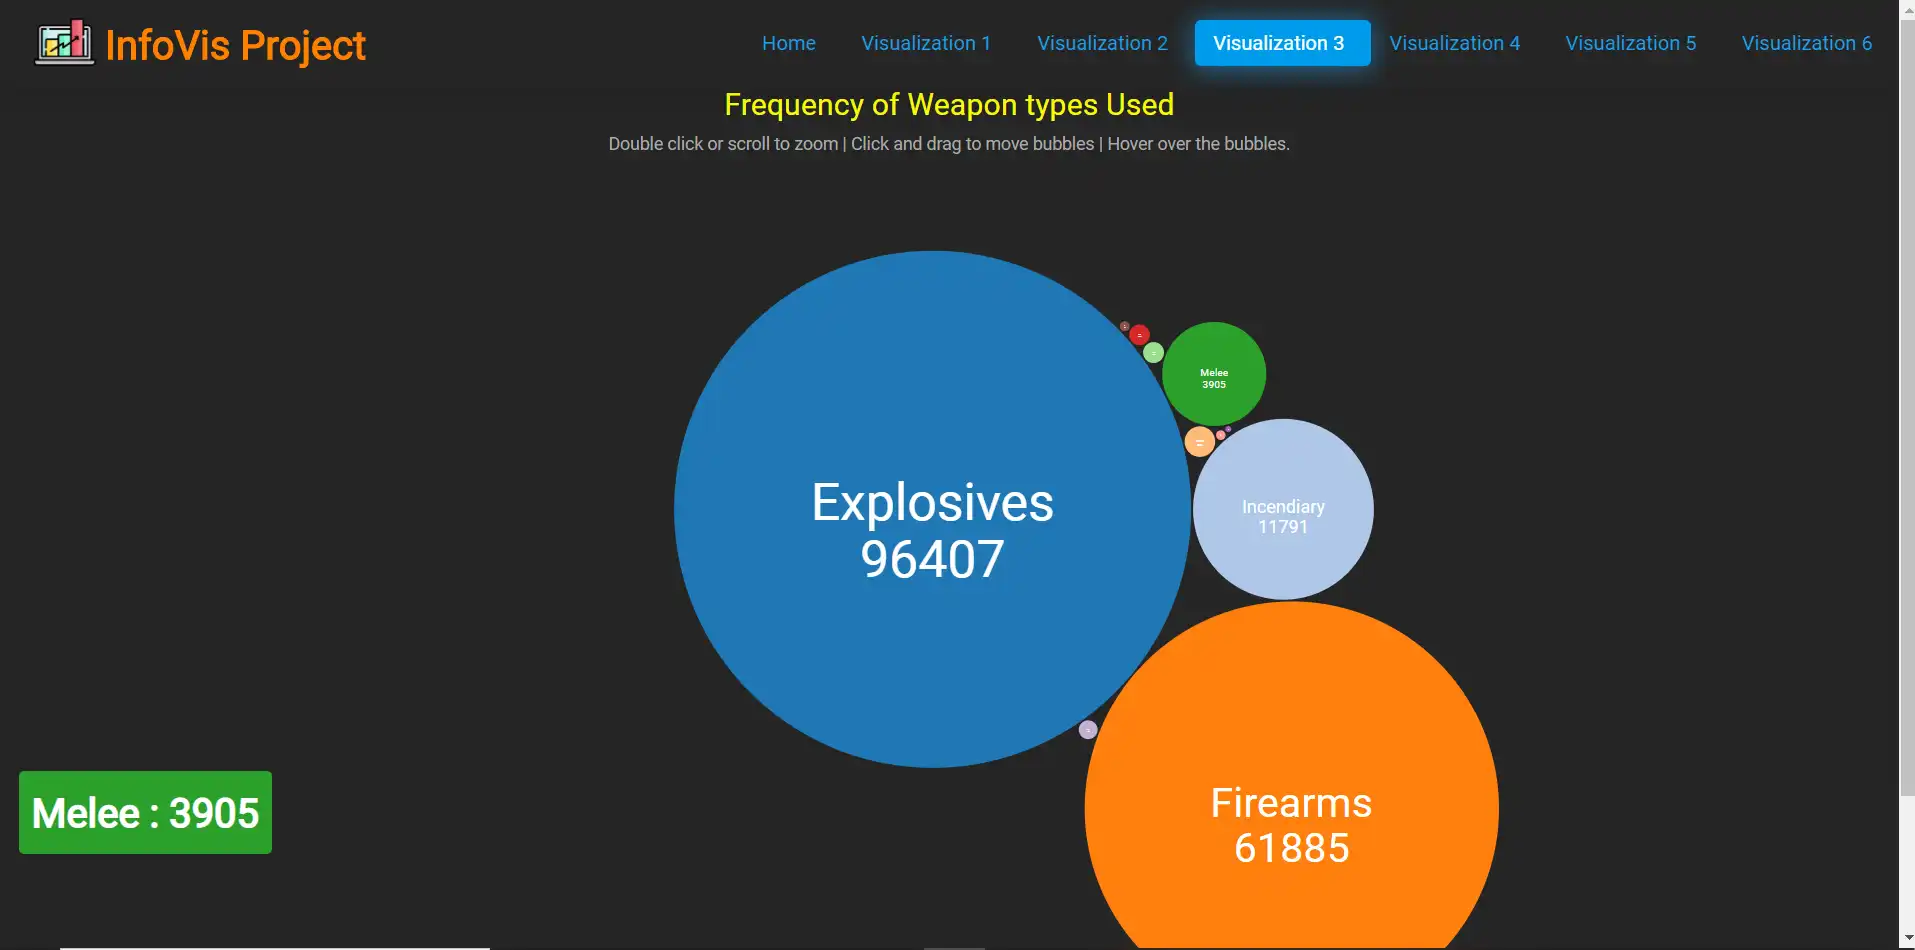 InfoVis Project
Home Visualization 1 Visualization 2 Visualization 3 Visualization 4 Visualization 5 Visualization 6
Frequency of Weapon types Used
Double click or scroll to zoom | Click and drag to move bubbles | Hover over the bubbles.
Melee
3905
Explosives
96407
Incendiary
11791
Firearms
61885
Melee : 3905